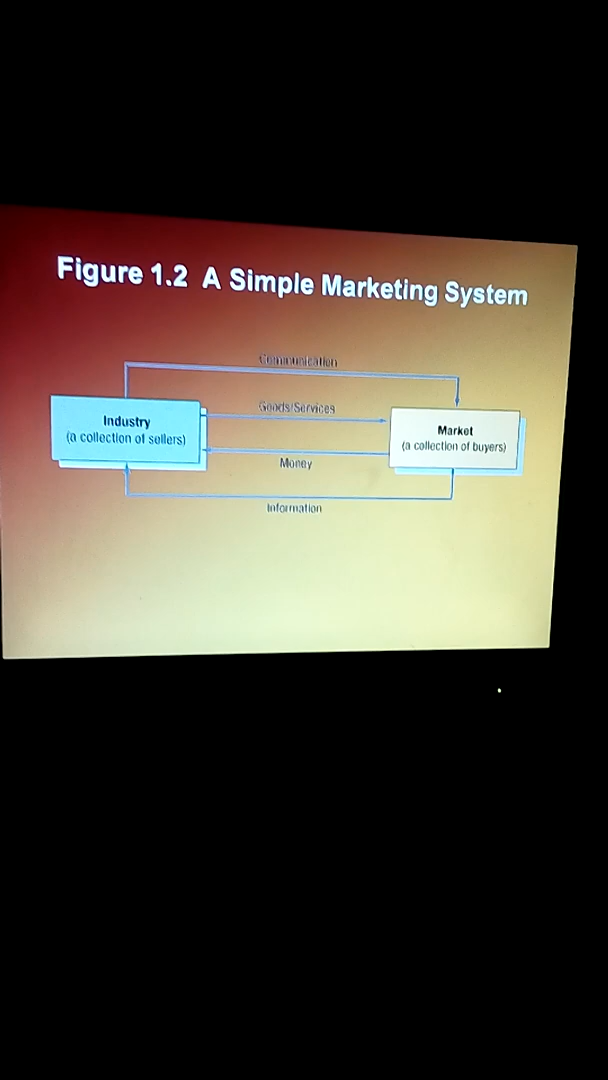 Figure 1.2 A Simple Marketing System
Communication
Goods/Services
Industry
(a collection of sellers)
Market
(a collection of buyers)
Money
Information